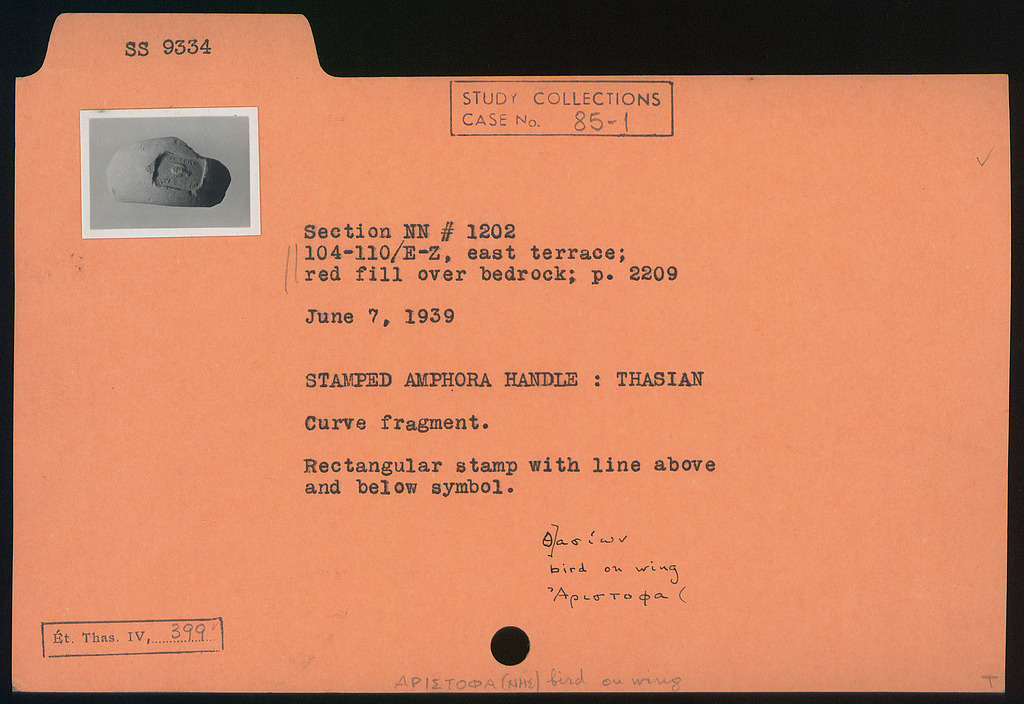 SS 9334
STUDY COLLECTIONS
CASE No. 85-1
Section NN # 1202
104-110/E-Z, east terrace;
red fill over bedrock; p. 2209
June 7, 1939
STAMPED AMPHORA HANDLE : THASIAN
Curve fragment.
Rectangular stamp with line above
and below symbol.
Θ]ασίων
bird on wing
Ἀριστοφα(
Ét. Thas. IV, 399
ΑΡΙΣΤΟΦΑ(ΝΗΣ) bird on wing
T